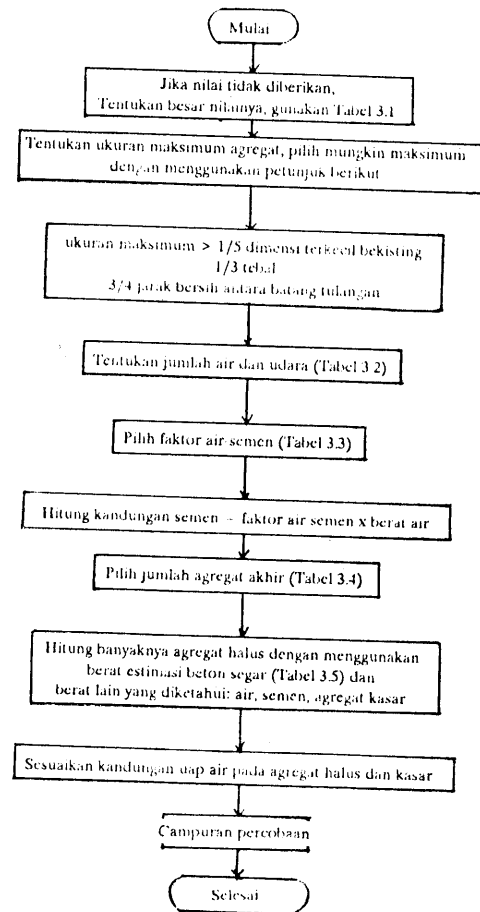 Mulai
Jika nilai tidak diberikan,
Tentukan besar nilainya, gunakan Tabel 3.1
Tentukan ukuran maksimum agregat, pilih mungkin maksimum
dengan menggunakan petunjuk berikut
ukuran maksimum > 1/5 dimensi terkecil bekisting
1/3 tebal
3/4 jarak bersih antara batang tulangan
Tentukan jumlah air dan udara (Tabel 3.2)
Pilih faktor air-semen (Tabel 3.3)
Hitung kandungan semen - faktor air semen x berat air
Pilih jumlah agregat akhir (Tabel 3.4)
Hitung banyaknya agregat halus dengan menggunakan
berat estimasi beton segar (Tabel 3.5) dan
berat lain yang diketahui: air, semen, agregat kasar
Sesuaikan kandungan uap air pada agregat halus dan kasar
Campuran percobaan
Selesai